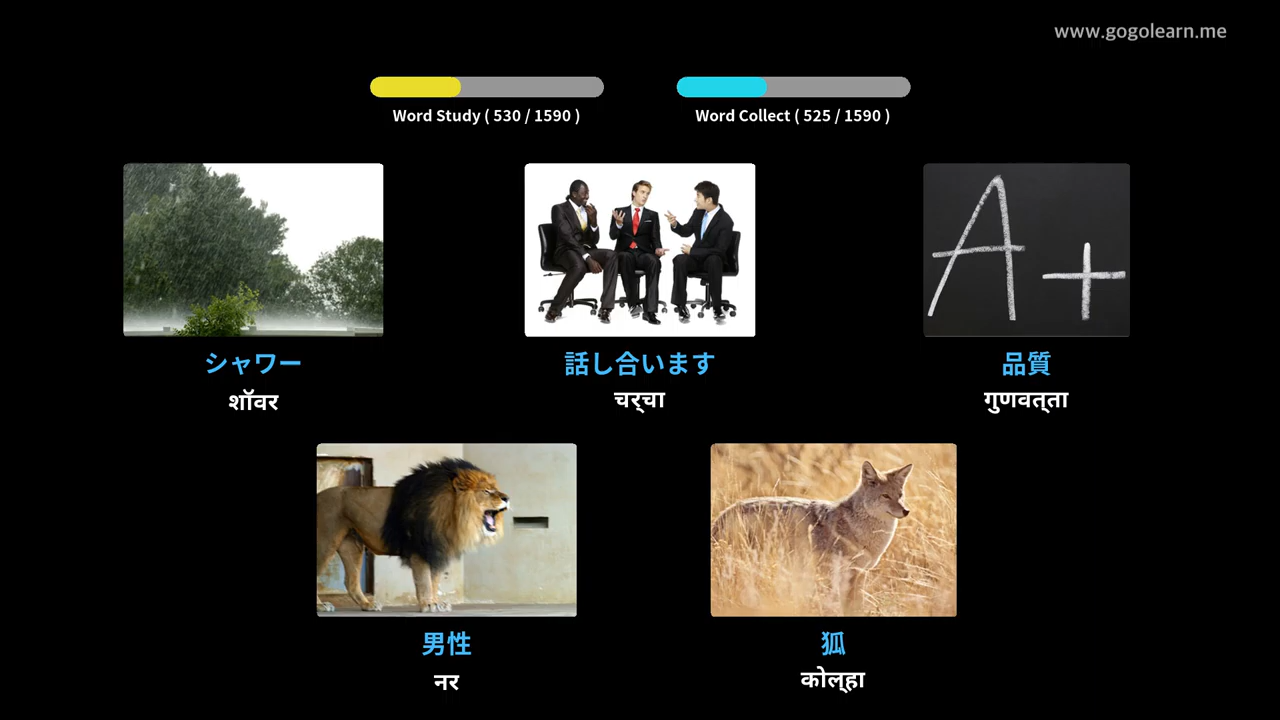 www.gogolearn.me
Word Study ( 530 / 1590 )
Word Collect ( 525 / 1590 )
A+
シャワー
शॉवर
話し合います
चर्‍चा
品質
गुणवत्‍ता
男性
नर
狐
कोल्‍हा